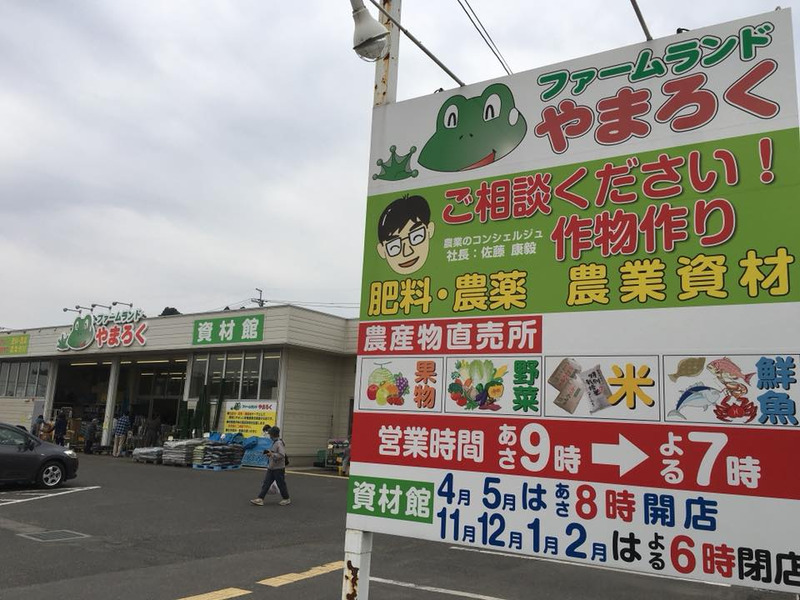 ファームランド
やまろく
ご相談ください!
農業のコンシェルジュ
社長：佐藤 康毅
作物作り
肥料・農薬 農業資材
農産物直売所
果物
野菜
米
鮮魚
営業時間 あさ9時→よる7時
資材館
4月5月はあさ8時開店
11月12月1月2月はよる6時閉店
ファームランド
やまろく
資材館